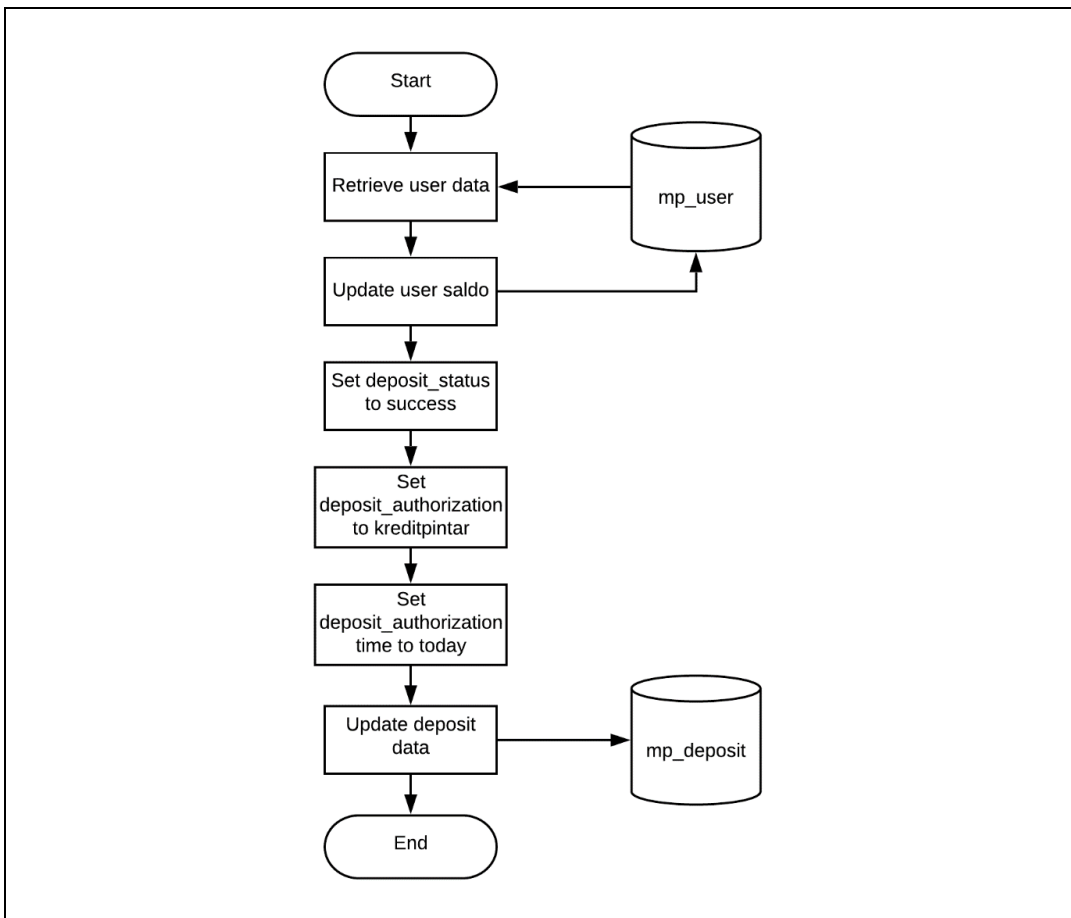 Start
Retrieve user data
mp_user
Update user saldo
Set deposit_status
to success
Set
deposit_authorization
to kreditpintar
Set
deposit_authorization
time to today
Update deposit
data
mp_deposit
End